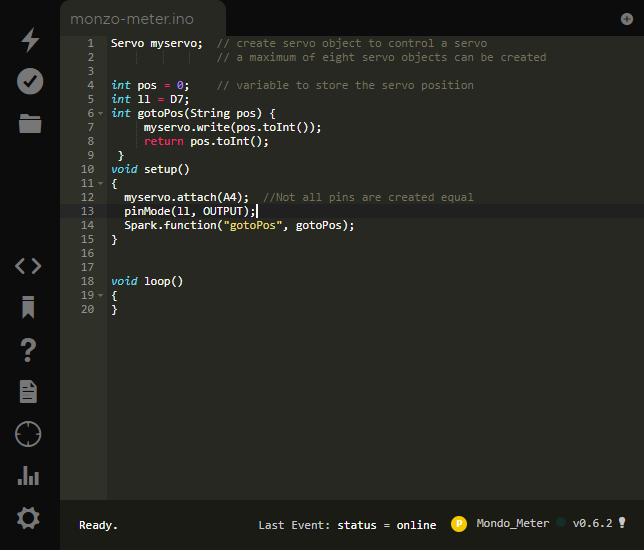 monzo-meter.ino
1 Servo myservo;  // create servo object to control a servo
2                 // a maximum of eight servo objects can be created
3
4 int pos = 0;    // variable to store the servo position
5 int ll = D7;
6 int gotoPos(String pos) {
7      myservo.write(pos.toInt());
8      return pos.toInt();
9  }
10 void setup()
11 {
12   myservo.attach(A4);  //Not all pins are created equal
13   pinMode(ll, OUTPUT);
14   Spark.function("gotoPos", gotoPos);
15 }
16
17
18 void loop()
19 {
20 }
Ready. Last Event: status = online P Mondo_Meter v0.6.2